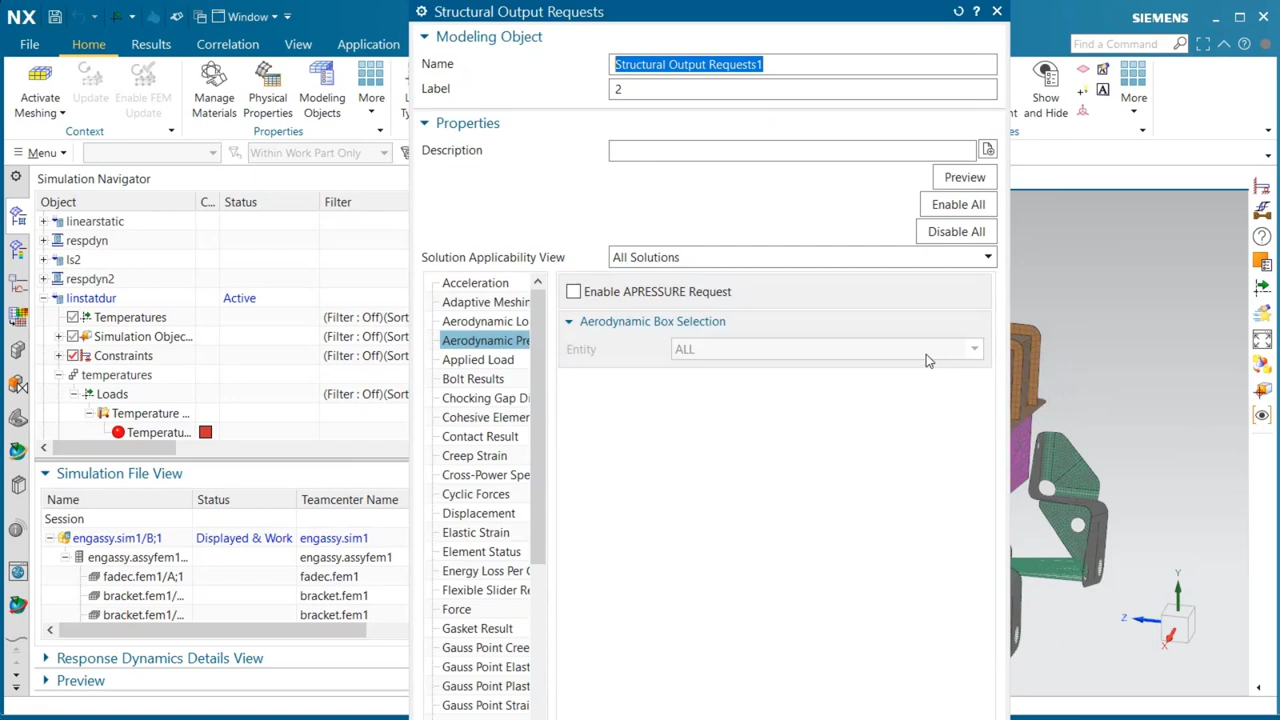 NX
Window
Structural Output Requests
SIEMENS
File
Home
Results
Correlation
View
Application
Find a Command
Activate
Meshing
Update
Enable FEM
Update
Manage
Materials
Physical
Properties
Modeling
Objects
More
Show
and Hide
More
Context
Properties
Menu
Within Work Part Only
Modeling Object
Name
Structural Output Requests1
Label
2
Properties
Description
Preview
Enable All
Disable All
Solution Applicability View
All Solutions
Simulation Navigator
Object
C...
Status
Filter
linearstatic
respdyn
ls2
respdyn2
linstatdur
Active
Temperatures
(Filter : Off)(Sort
Simulation Objec...
(Filter : Off)(Sort
Constraints
(Filter : Off)(Sort
temperatures
Loads
(Filter : Off)(Sort
Temperature ...
Temperatu...
Simulation File View
Name
Status
Teamcenter Name
Session
engassy.sim1/B;1
Displayed & Work
engassy.sim1
engassy.assyfem1...
engassy.assyfem1
fadec.fem1/A;1
fadec.fem1
bracket.fem1/...
bracket.fem1
bracket.fem1/...
bracket.fem1
Response Dynamics Details View
Preview
Acceleration
Adaptive Meshin
Aerodynamic Lo
Aerodynamic Pre
Applied Load
Bolt Results
Chocking Gap D
Cohesive Elemen
Contact Result
Creep Strain
Cross-Power Spe
Cyclic Forces
Displacement
Elastic Strain
Element Status
Energy Loss Per C
Flexible Slider Re
Force
Gasket Result
Gauss Point Cree
Gauss Point Elast
Gauss Point Plast
Gauss Point Strai
Enable APRESSURE Request
Aerodynamic Box Selection
Entity
ALL
Y
Z
X